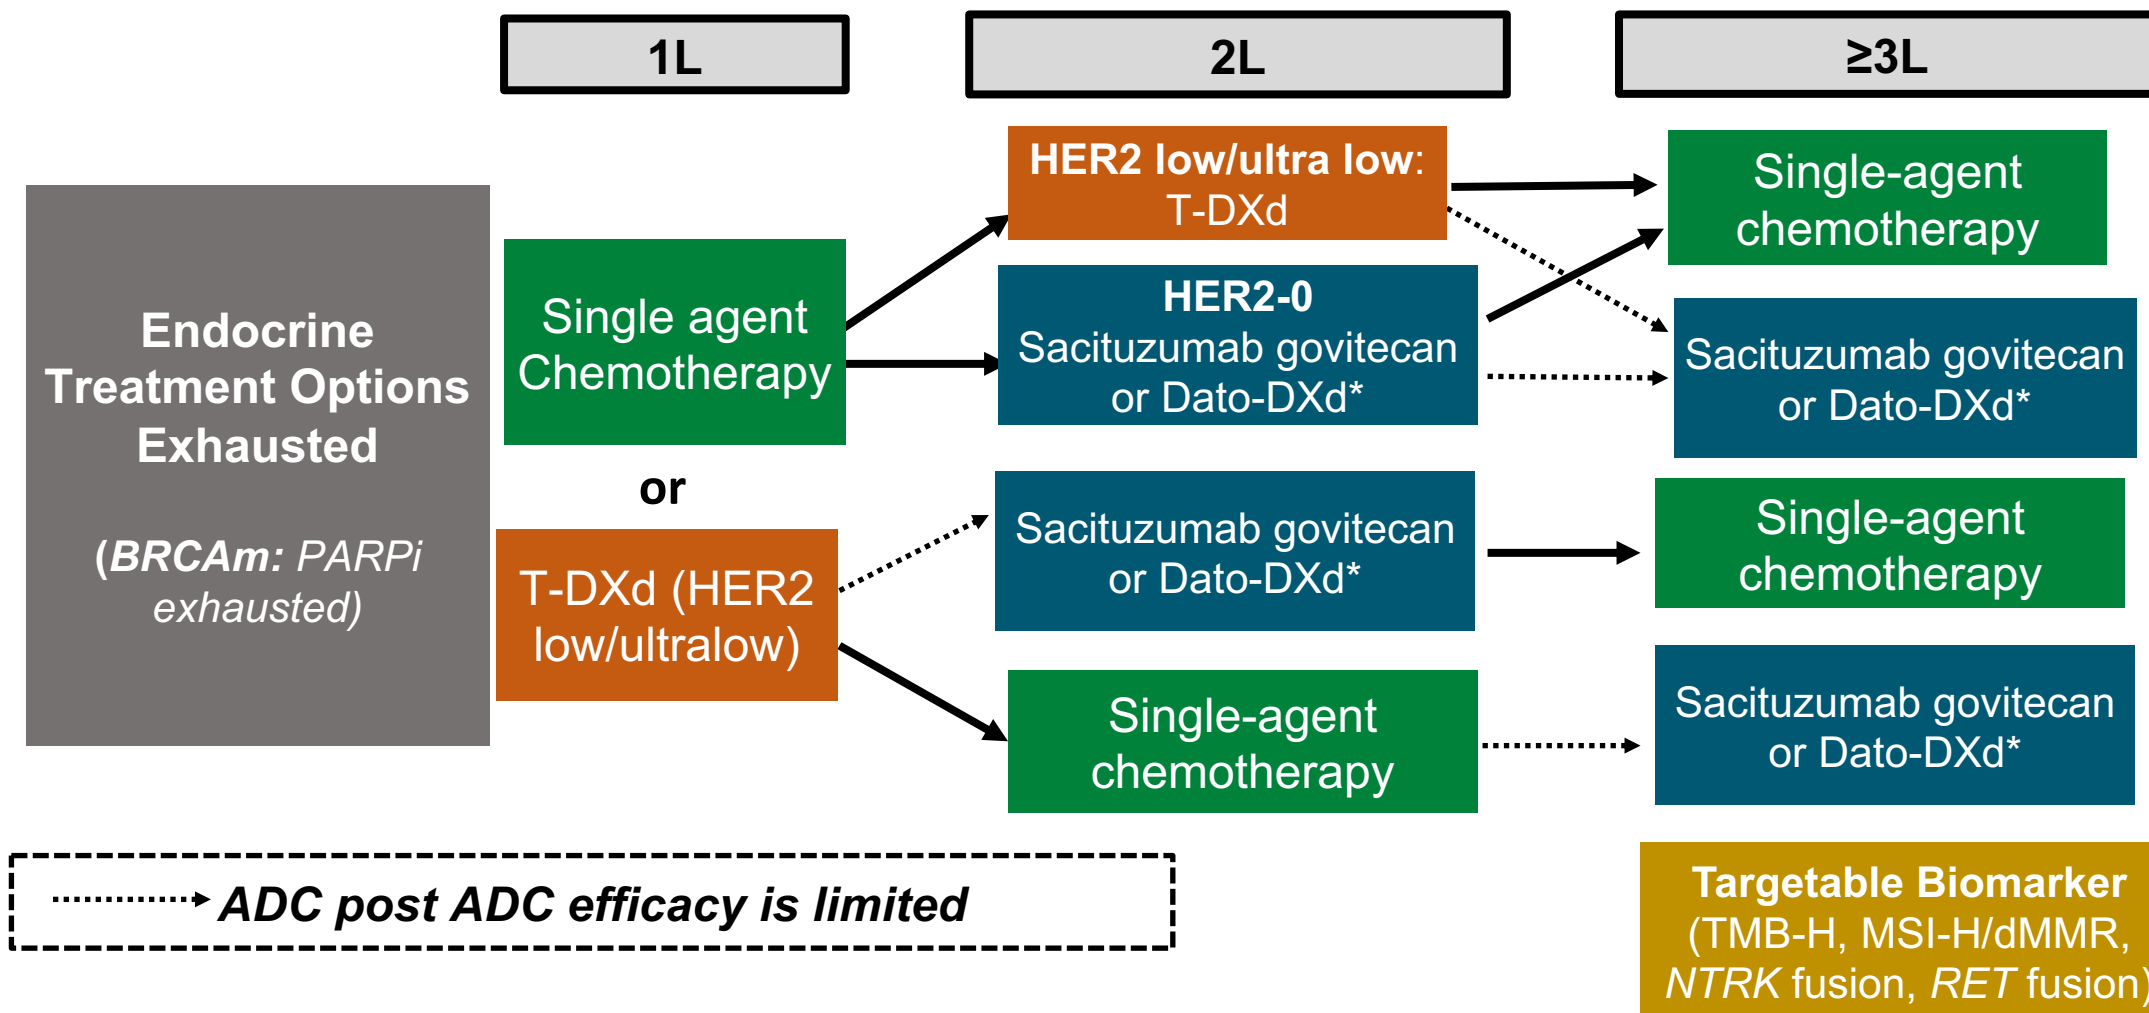 1L
2L
≥3L
Endocrine
Treatment Options
Exhausted
(BRCAm: PARPi
exhausted)
Single agent
Chemotherapy
or
T-DXd (HER2
low/ultralow)
HER2 low/ultra low:
T-DXd
HER2-0
Sacituzumab govitecan
or Dato-DXd*
Sacituzumab govitecan
or Dato-DXd*
Single-agent
chemotherapy
Single-agent
chemotherapy
Sacituzumab govitecan
or Dato-DXd*
Single-agent
chemotherapy
Sacituzumab govitecan
or Dato-DXd*
Targetable Biomarker
(TMB-H, MSI-H/dMMR,
NTRK fusion, RET fusion)
ADC post ADC efficacy is limited